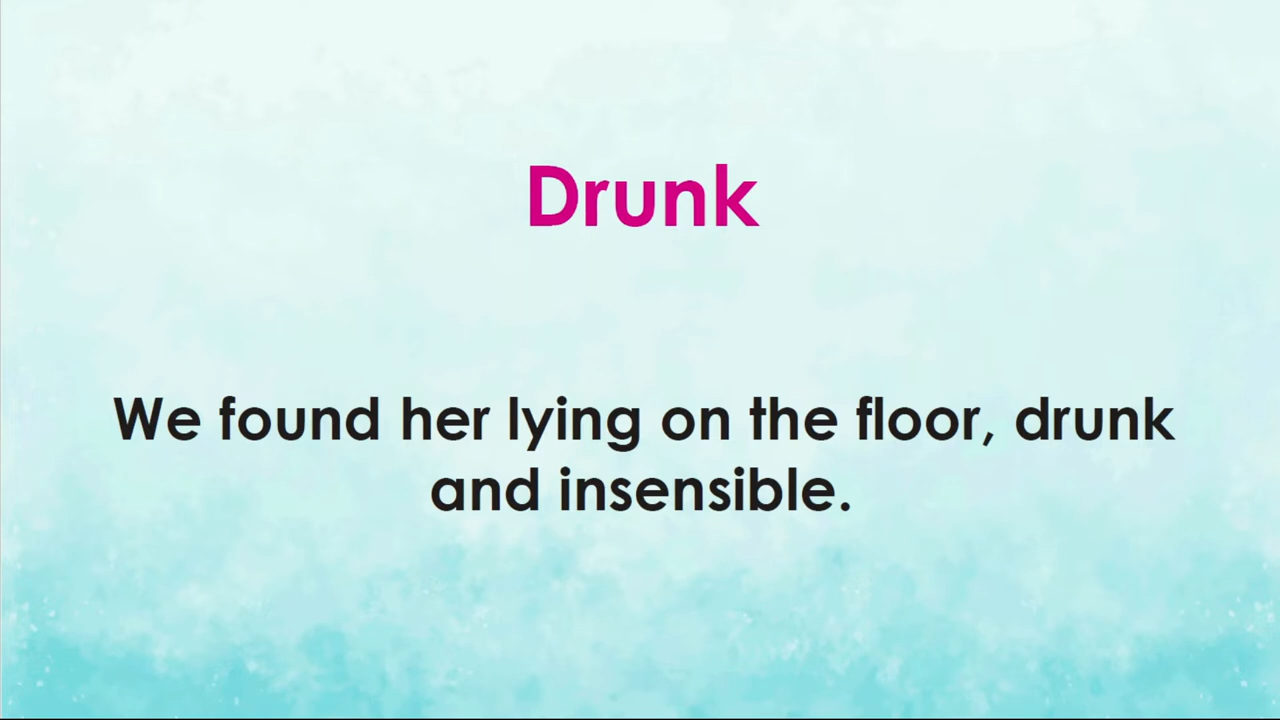 Drunk
We found her lying on the floor, drunk
and insensible.